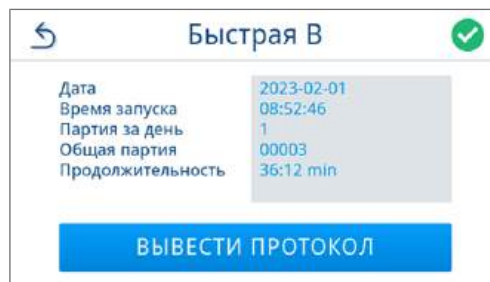 Быстрая B
Дата 2023-02-01
Время запуска 08:52:46
Партия за день 1
Общая партия 00003
Продолжительность 36:12 min
ВЫВЕСТИ ПРОТОКОЛ